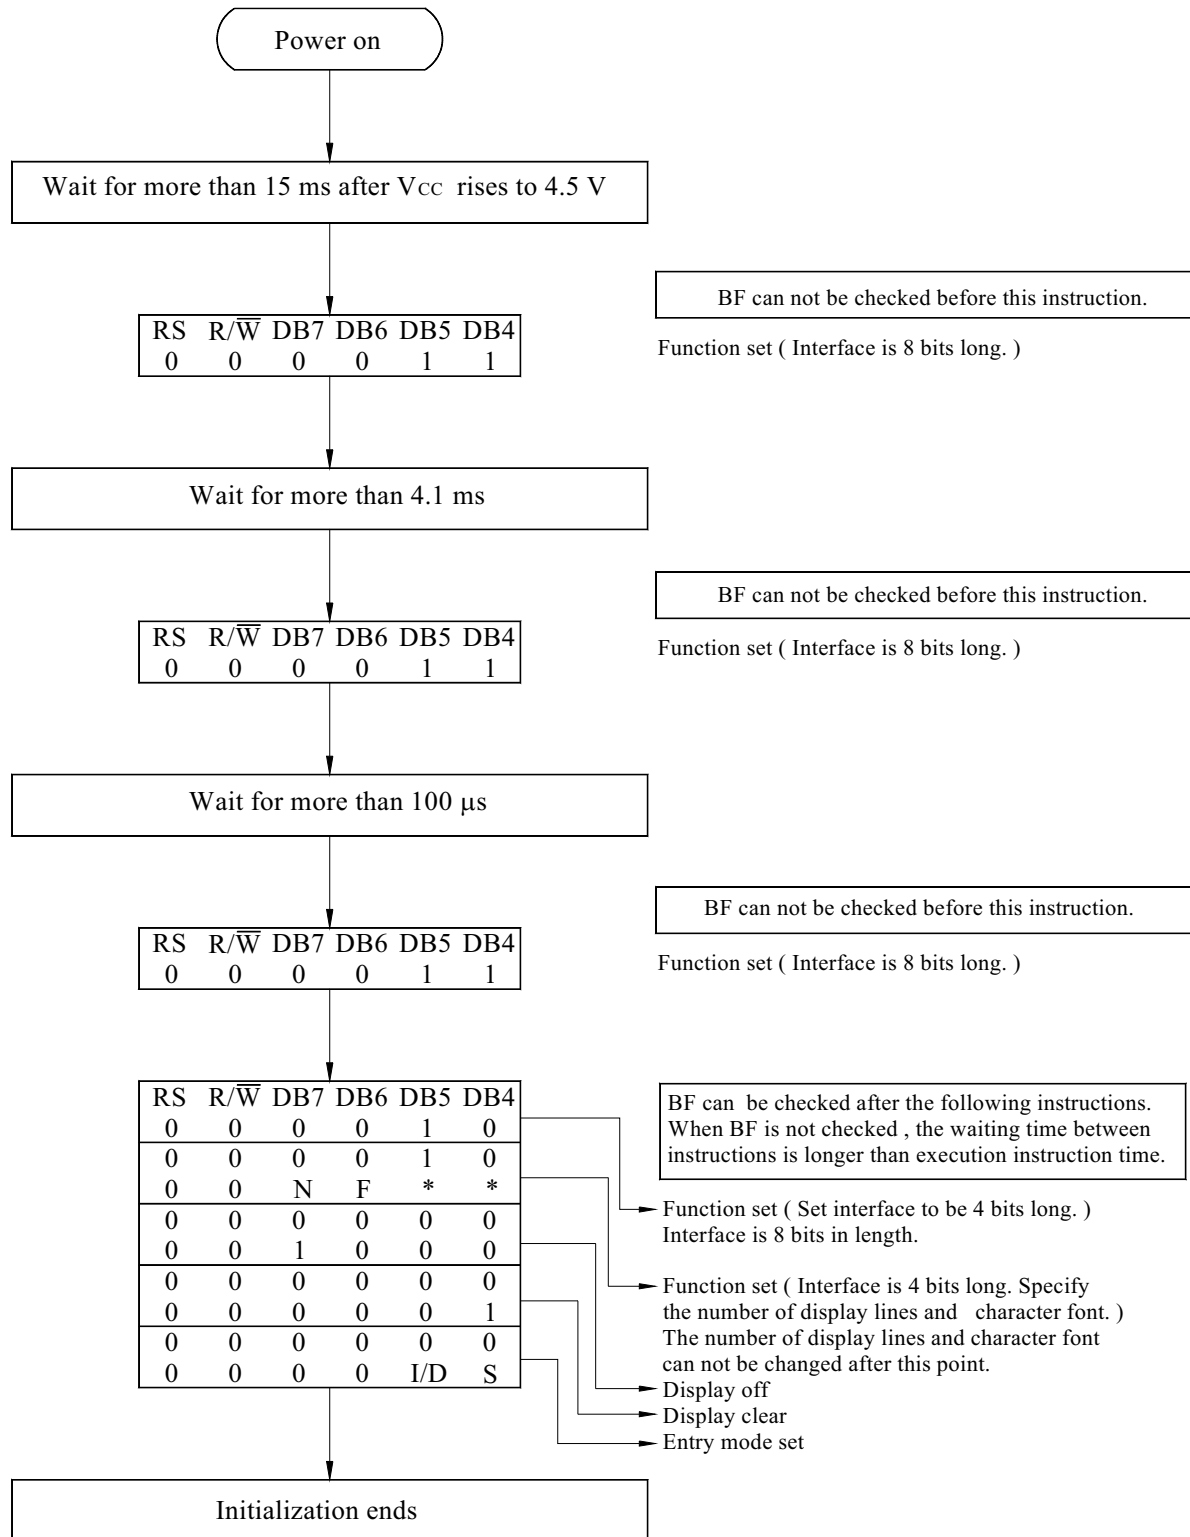 Power on
Wait for more than 15 ms after VCC rises to 4.5 V
BF can not be checked before this instruction.
RS R/W̅ DB7 DB6 DB5 DB4
0 0 0 0 1 1
Function set ( Interface is 8 bits long. )
Wait for more than 4.1 ms
BF can not be checked before this instruction.
RS R/W̅ DB7 DB6 DB5 DB4
0 0 0 0 1 1
Function set ( Interface is 8 bits long. )
Wait for more than 100 μs
BF can not be checked before this instruction.
RS R/W̅ DB7 DB6 DB5 DB4
0 0 0 0 1 1
Function set ( Interface is 8 bits long. )
RS R/W̅ DB7 DB6 DB5 DB4
0 0 0 0 1 0
0 0 0 0 1 0
0 0 N F * *
0 0 0 0 0 0
0 0 1 0 0 0
0 0 0 0 0 0
0 0 0 0 0 1
0 0 0 0 0 0
0 0 0 0 I/D S
BF can be checked after the following instructions.
When BF is not checked , the waiting time between
instructions is longer than execution instruction time.
Function set ( Set interface to be 4 bits long. )
Interface is 8 bits in length.
Function set ( Interface is 4 bits long. Specify
the number of display lines and character font. )
The number of display lines and character font
can not be changed after this point.
Display off
Display clear
Entry mode set
Initialization ends